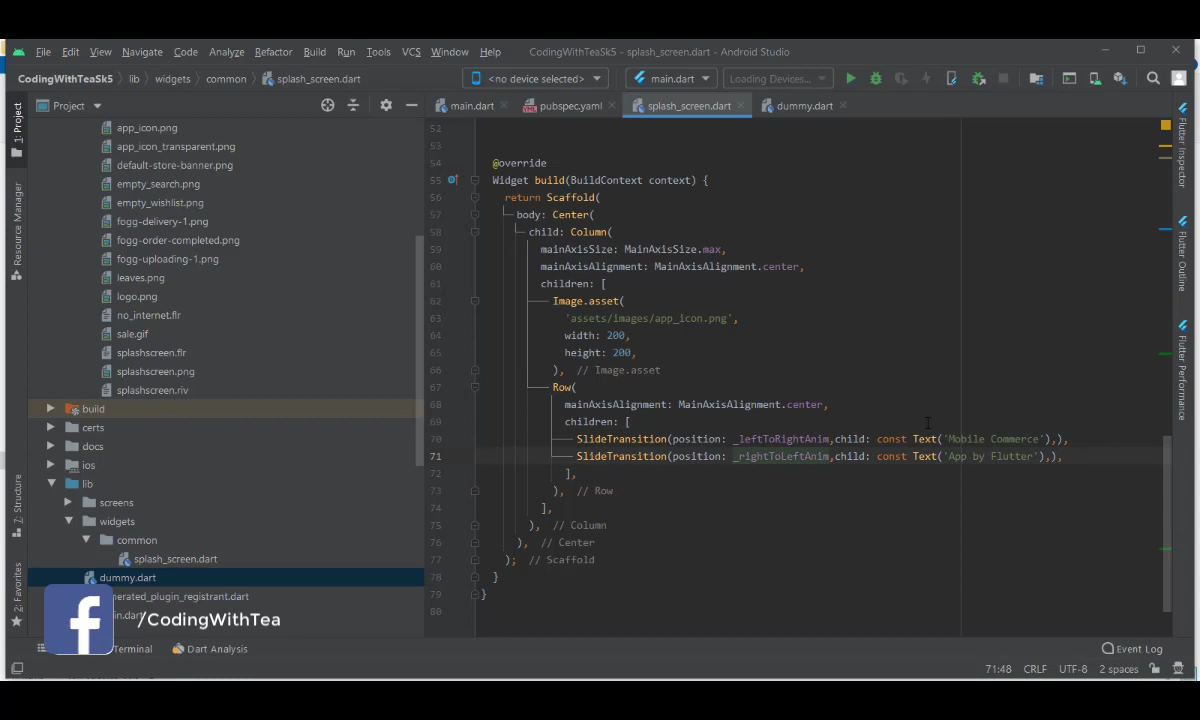 File Edit View Navigate Code Analyze Refactor Build Run Tools VCS Window Help CodingWithTeaSk5 - splash_screen.dart - Android Studio
CodingWithTeaSk5 lib widgets common splash_screen.dart <no device selected> main.dart Loading Devices...
Project main.dart pubspec.yaml splash_screen.dart dummy.dart
1: Project
Resource Manager
7: Structure
2: Favorites
app_icon.png
app_icon_transparent.png
default-store-banner.png
empty_search.png
empty_wishlist.png
fogg-delivery-1.png
fogg-order-completed.png
fogg-uploading-1.png
leaves.png
logo.png
no_internet.flr
sale.gif
splashscreen.flr
splashscreen.png
splashscreen.riv
build
certs
docs
ios
lib
screens
widgets
common
splash_screen.dart
dummy.dart
nerated_plugin_registrant.dart
in.dart
f /CodingWithTea
52
53
54 @override
55 Widget build(BuildContext context) {
56 return Scaffold(
57 body: Center(
58 child: Column(
59 mainAxisSize: MainAxisSize.max,
60 mainAxisAlignment: MainAxisAlignment.center,
61 children: [
62 Image.asset(
63 'assets/images/app_icon.png',
64 width: 200,
65 height: 200,
66 ), // Image.asset
67 Row(
68 mainAxisAlignment: MainAxisAlignment.center,
69 children: [
70 SlideTransition(position: _leftToRightAnim,child: const Text('Mobile Commerce'),),
71 SlideTransition(position: _rightToLeftAnim,child: const Text('App by Flutter'),),
72 ],
73 ), // Row
74 ],
75 ), // Column
76 ), // Center
77 ); // Scaffold
78 }
79 }
80
Flutter Inspector
Flutter Outline
Flutter Performance
Terminal Dart Analysis Event Log
71:48 CRLF UTF-8 2 spaces